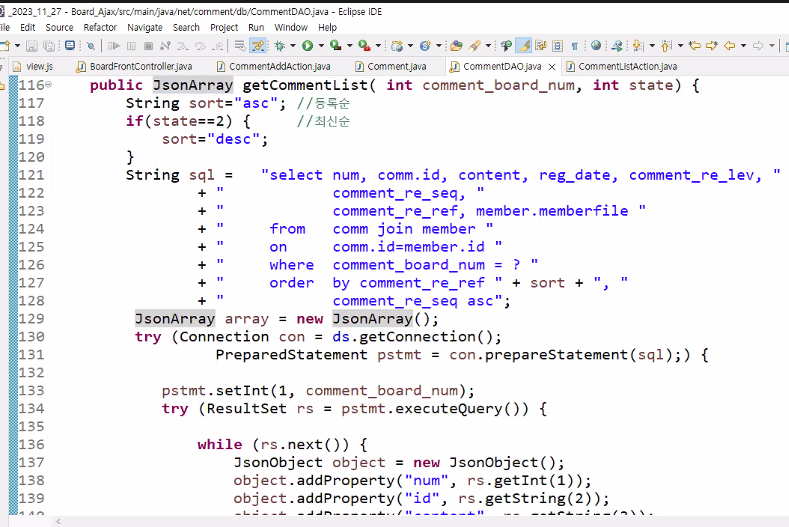 _2023_11_27 - Board_Ajax/src/main/java/net/comment/db/CommentDAO.java - Eclipse IDE
Edit Source Refactor Navigate Search Project Run Window Help
view.js BoardFrontController.java CommentAddAction.java Comment.java CommentDAO.java CommentListAction.java
116 public JsonArray getCommentList( int comment_board_num, int state) {
117 String sort="asc"; //등록순
118 if(state==2) { //최신순
119 sort="desc";
120 }
121 String sql = "select num, comm.id, content, reg_date, comment_re_lev, "
122 + " comment_re_seq, "
123 + " comment_re_ref, member.memberfile "
124 + " from comm join member "
125 + " on comm.id=member.id "
126 + " where comment_board_num = ? "
127 + " order by comment_re_ref " + sort + ", "
128 + " comment_re_seq asc";
129 JsonArray array = new JsonArray();
130 try (Connection con = ds.getConnection();
131 PreparedStatement pstmt = con.prepareStatement(sql);) {
132
133 pstmt.setInt(1, comment_board_num);
134 try (ResultSet rs = pstmt.executeQuery()) {
135
136 while (rs.next()) {
137 JsonObject object = new JsonObject();
138 object.addProperty("num", rs.getInt(1));
139 object.addProperty("id", rs.getString(2));
140 object.addProperty("content", rs.getString(3));